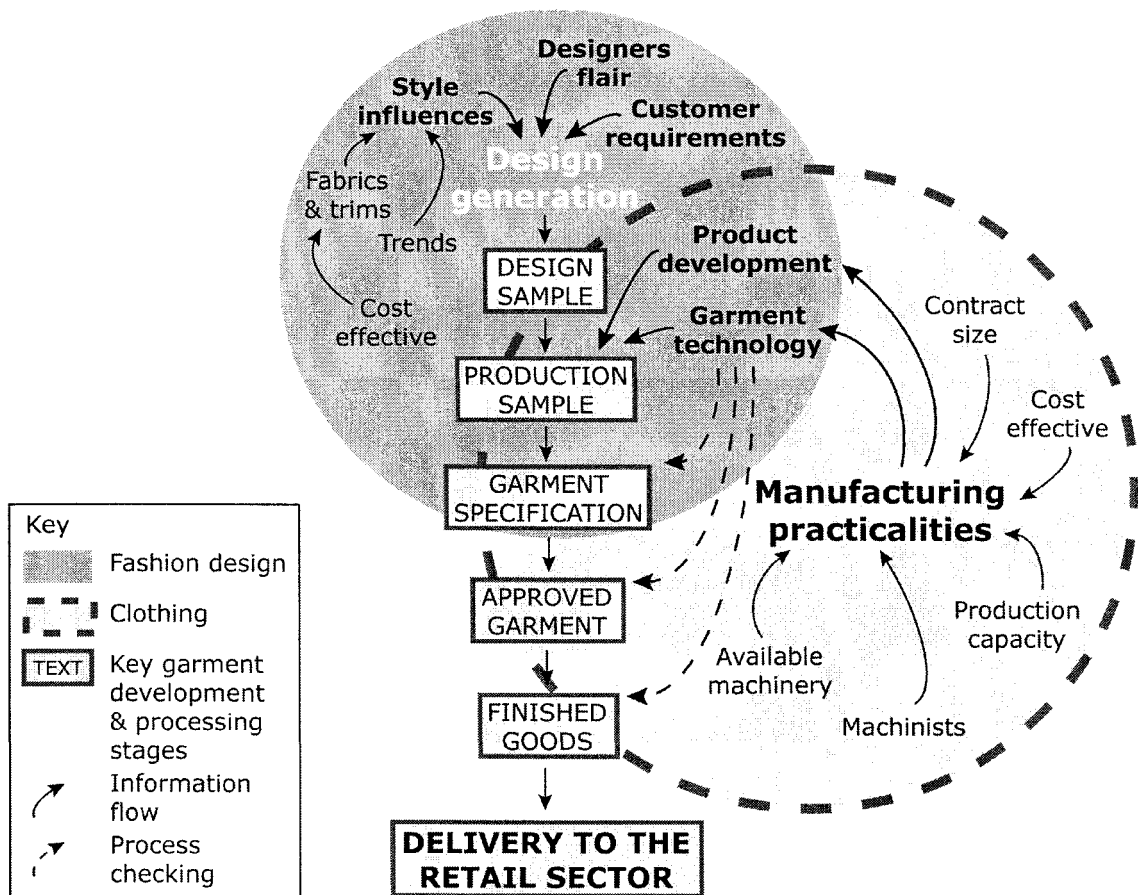 Designers
flair
Style
influences
Customer
requirements
Design
generation
Fabrics
& trims
Trends
Cost
effective
DESIGN
SAMPLE
Product
development
Garment
technology
PRODUCTION
SAMPLE
GARMENT
SPECIFICATION
APPROVED
GARMENT
FINISHED
GOODS
DELIVERY TO THE
RETAIL SECTOR
Contract
size
Cost
effective
Manufacturing
practicalities
Production
capacity
Available
machinery
Machinists
Key
Fashion design
Clothing
TEXT
Key garment
development
& processing
stages
Information
flow
Process
checking